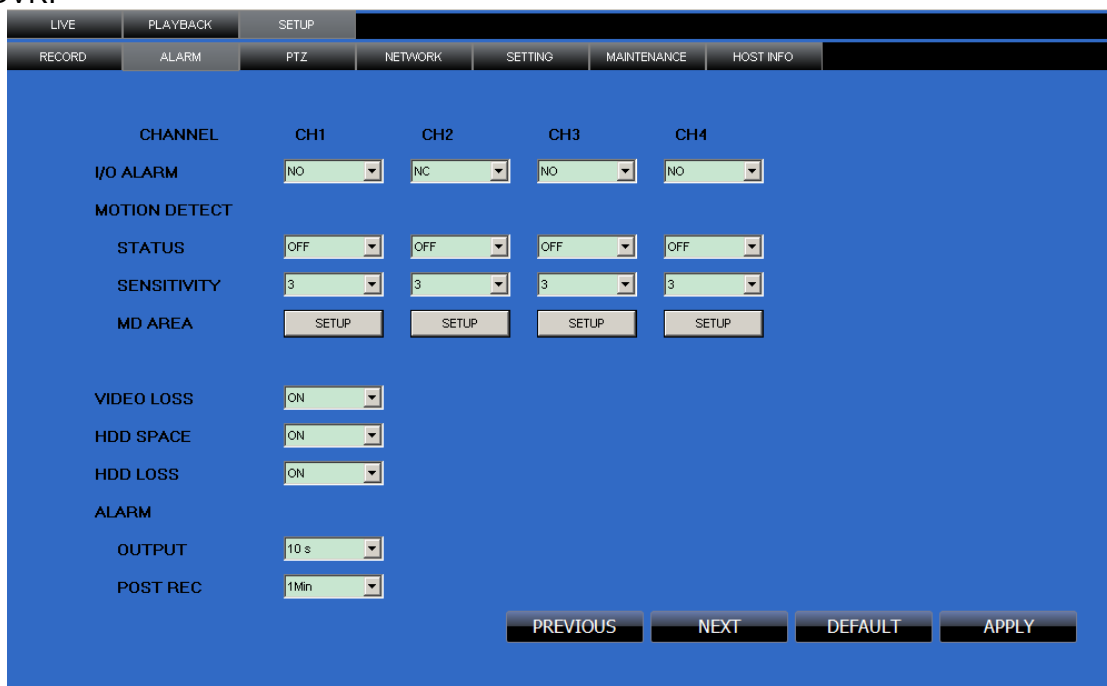 DVR.
LIVE PLAYBACK SETUP
RECORD ALARM PTZ NETWORK SETTING MAINTENANCE HOST INFO
CHANNEL CH1 CH2 CH3 CH4
I/O ALARM NO NC NO NO
MOTION DETECT
STATUS OFF OFF OFF OFF
SENSITIVITY 3 3 3 3
MD AREA SETUP SETUP SETUP SETUP
VIDEO LOSS ON
HDD SPACE ON
HDD LOSS ON
ALARM
OUTPUT 10 s
POST REC 1Min
PREVIOUS NEXT DEFAULT APPLY